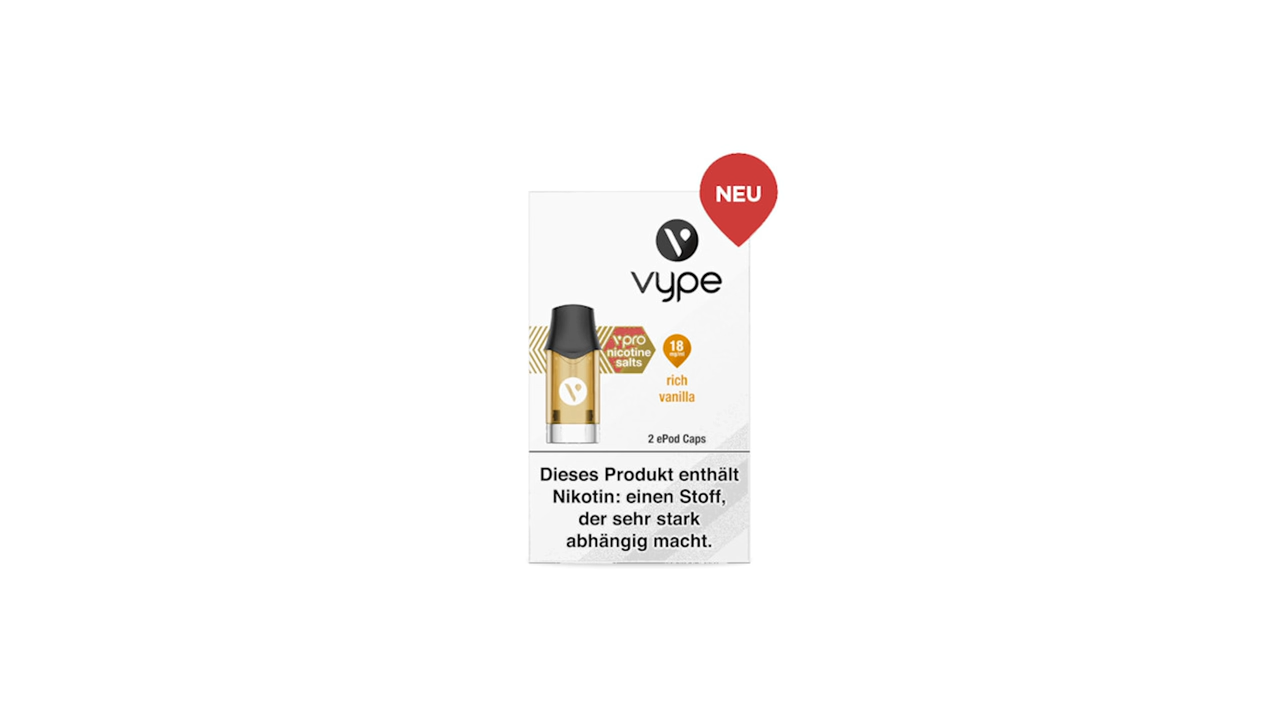 NEU
vype
vpro
nicotine
salts
18
mg/ml
rich
vanilla
2 ePod Caps
Dieses Produkt enthält
Nikotin: einen Stoff,
der sehr stark
abhängig macht.